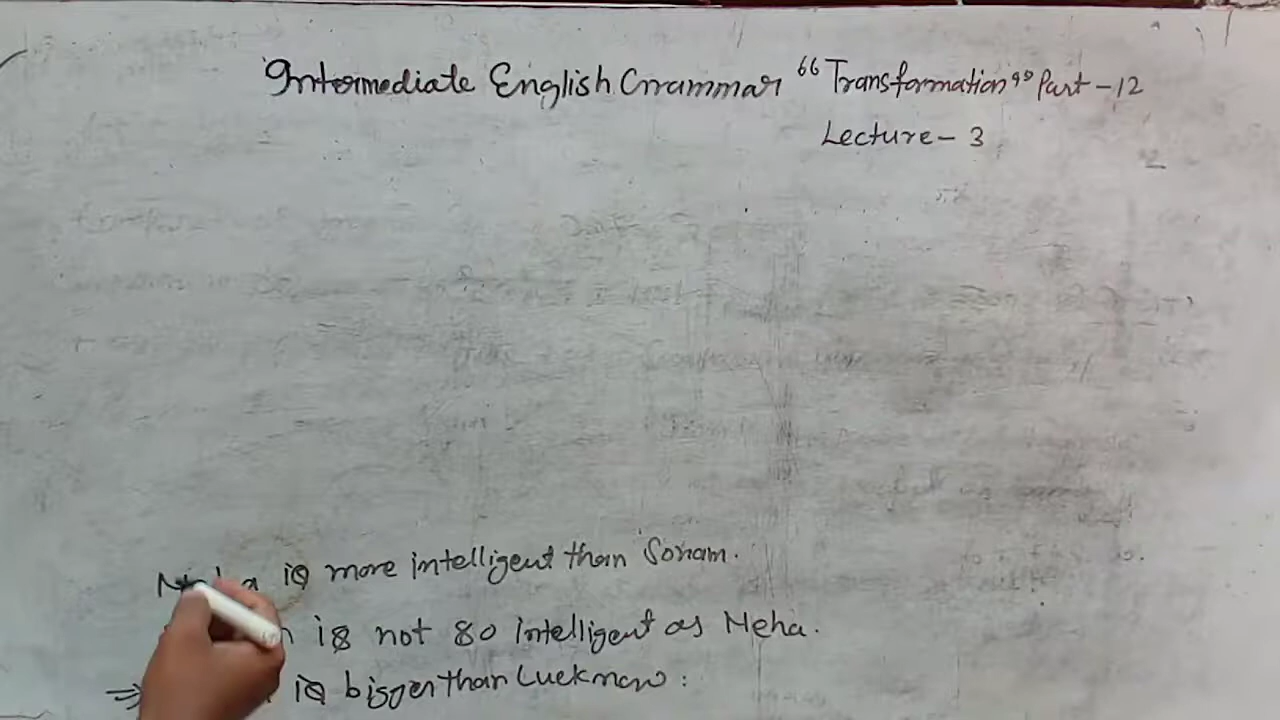 Intermediate English Grammar "Transformation" Part - 12
Lecture - 3
is more intelligent than Sonam.
is not so intelligent as Neha.
⇒ is bigger than Lucknow.